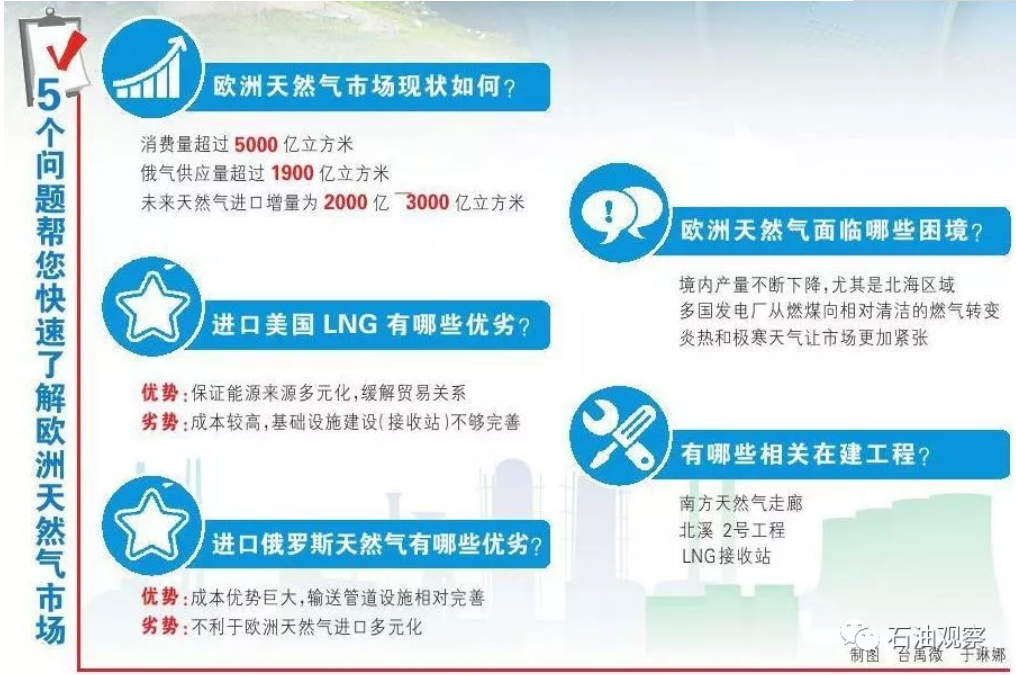 5个问题帮您快速了解欧洲天然气市场
欧洲天然气市场现状如何?
消费量超过5000亿立方米
俄气供应量超过1900亿立方米
未来天然气进口增量为2000亿—3000亿立方米
进口美国LNG有哪些优劣?
优势:保证能源来源多元化,缓解贸易关系
劣势:成本较高,基础设施建设(接收站)不够完善
进口俄罗斯天然气有哪些优劣?
优势:成本优势巨大,输送管道设施相对完善
劣势:不利于欧洲天然气进口多元化
欧洲天然气面临哪些困境?
境内产量不断下降,尤其是北海区域
多国发电厂从燃煤向相对清洁的燃气转变
炎热和极寒天气让市场更加紧张
有哪些相关在建工程?
南方天然气走廊
北溪 2号工程
LNG接收站
石油观察
制图 台禹微 于琳娜